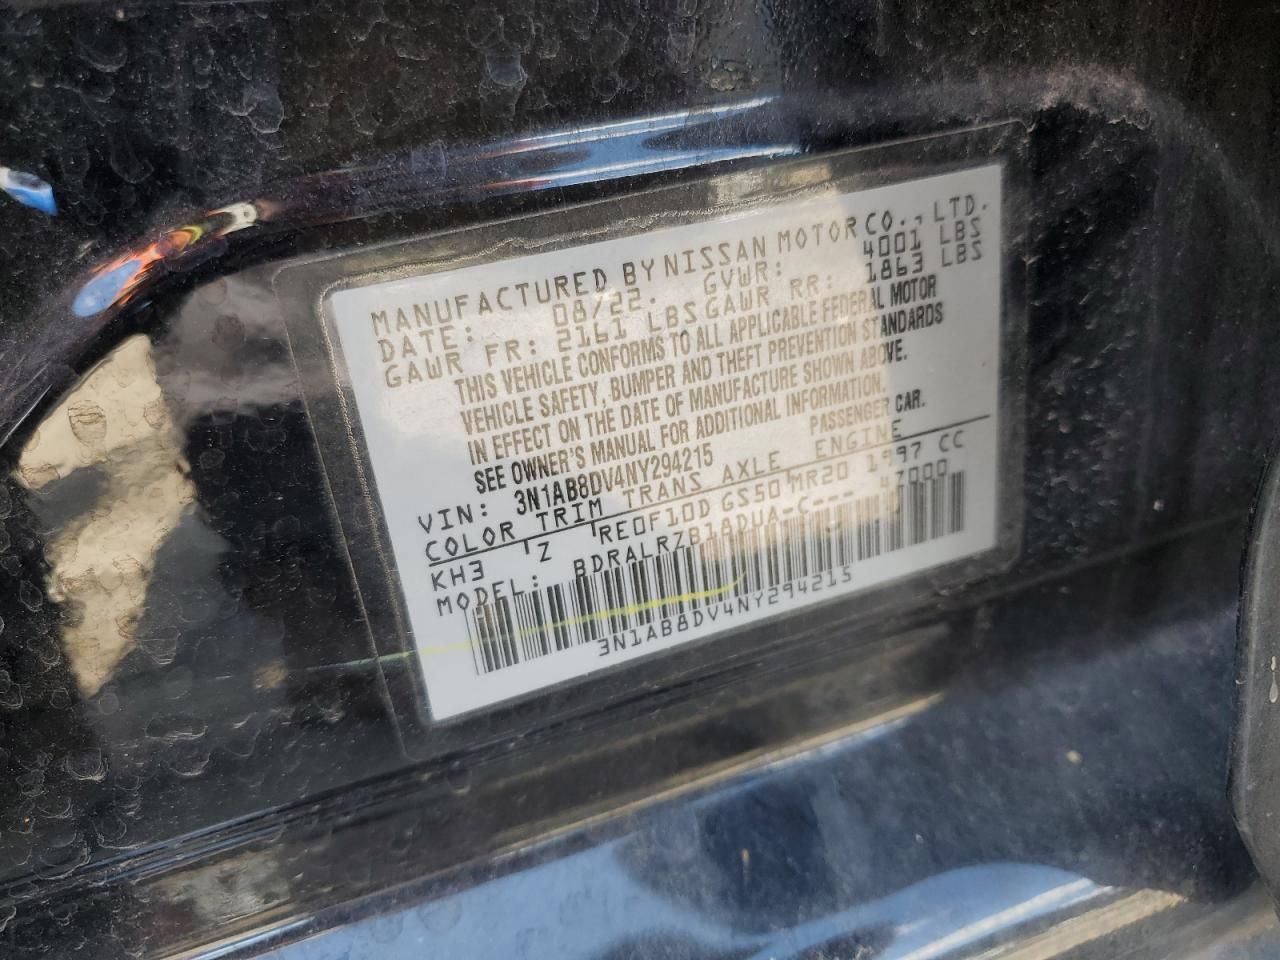 MANUFACTURED BY NISSAN MOTOR CO., LTD.
DATE: 08/22. GVWR: 4001 LBS
GAWR FR: 2161 LBS GAWR RR: 1863 LBS
THIS VEHICLE CONFORMS TO ALL APPLICABLE FEDERAL MOTOR
VEHICLE SAFETY, BUMPER AND THEFT PREVENTION STANDARDS
IN EFFECT ON THE DATE OF MANUFACTURE SHOWN ABOVE.
SEE OWNER'S MANUAL FOR ADDITIONAL INFORMATION.
VIN: 3N1AB8DV4NY294215 PASSENGER CAR.
COLOR TRIM TRANS AXLE ENGINE
KH3 Z RE0F10D GS50 MR20 1997 CC
MODEL: BDRALRZB18DUA-C--- 47000
3N1AB8DV4NY294215